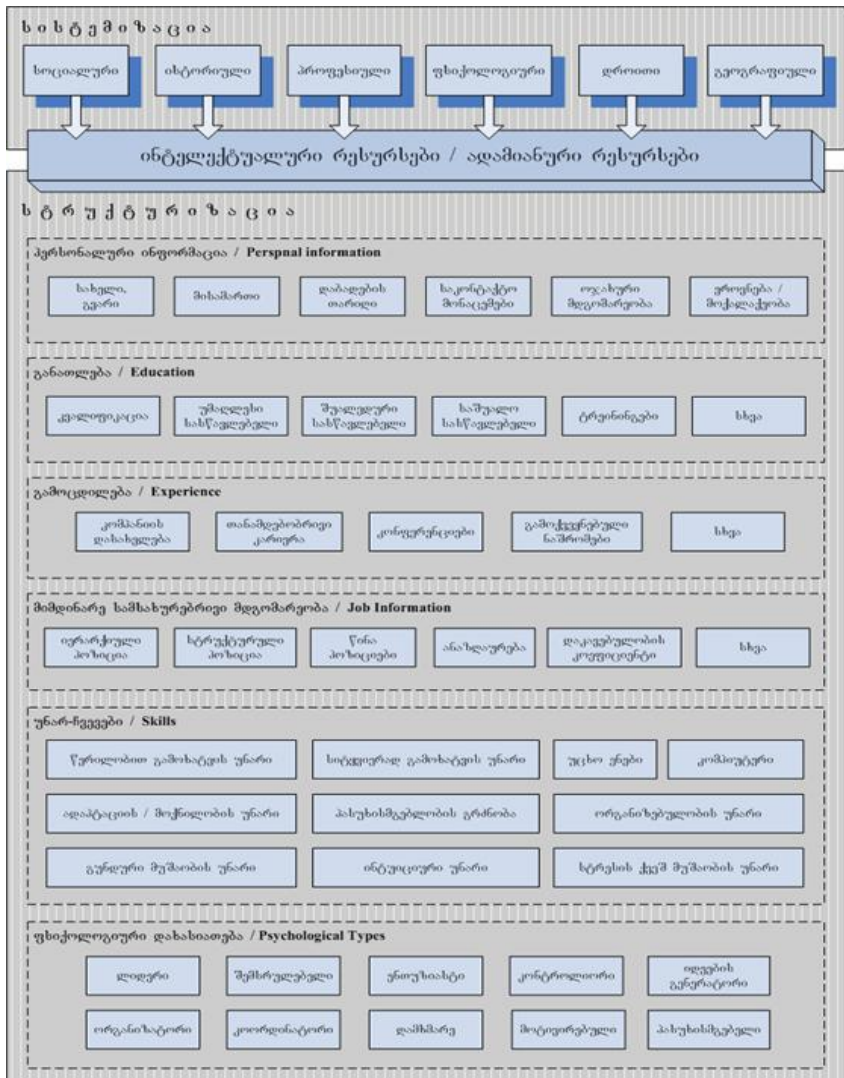 სისტემიზაცია
სოციალური
ისტორიული
პროფესიული
ფსიქოლოგიური
დროითი
გეოგრაფიული
ინტელექტუალური რესურსები / ადამიანური რესურსები
სტრუქტურიზაცია
პერსონალური ინფორმაცია / Perspnal information
სახელი,
გვარი
მისამართი
დაბადების
თარიღი
საკონტაქტო
მონაცემები
ოჯახური
მდგომარეობა
ეროვნება /
მოქალაქეობა
განათლება / Education
კვალიფიკაცია
უმაღლესი
სასწავლებელი
შუალედური
სასწავლებელი
საშუალო
სასწავლებელი
ტრეინინგები
სხვა
გამოცდილება / Experience
კომპანიის
დასახელება
თანამდებობრივი
კარიერა
კონფერენციები
გამოქვეყნებული
ნაშრომები
სხვა
მიმდინარე სამსახურებრივი მდგომარეობა / Job Information
იერარქიული
პოზიცია
სტრუქტურული
პოზიცია
წინა
პოზიციები
ანაზღაურება
დაკავებულობის
კოეფიციენტი
სხვა
უნარ-ჩვევები / Skills
წერილობით გამოხატვის უნარი
სიტყვიერად გამოხატვის უნარი
უცხო ენები
კომპიუტერი
ადაპტაციის / მოქნილობის უნარი
პასუხისმგებლობის გრძნობა
ორგანიზებულობის უნარი
გუნდური მუშაობის უნარი
ინტუიციური უნარი
სტრესის ქვეშ მუშაობის უნარი
ფსიქოლოგიური დახასიათება / Psychological Types
ლიდერი
შემსრულებელი
ენთუზიასტი
კონტროლიორი
იდეების
გენერატორი
ორგანიზატორი
კოორდინატორი
დამხმარე
მოტივირებული
პასუხისმგებელი